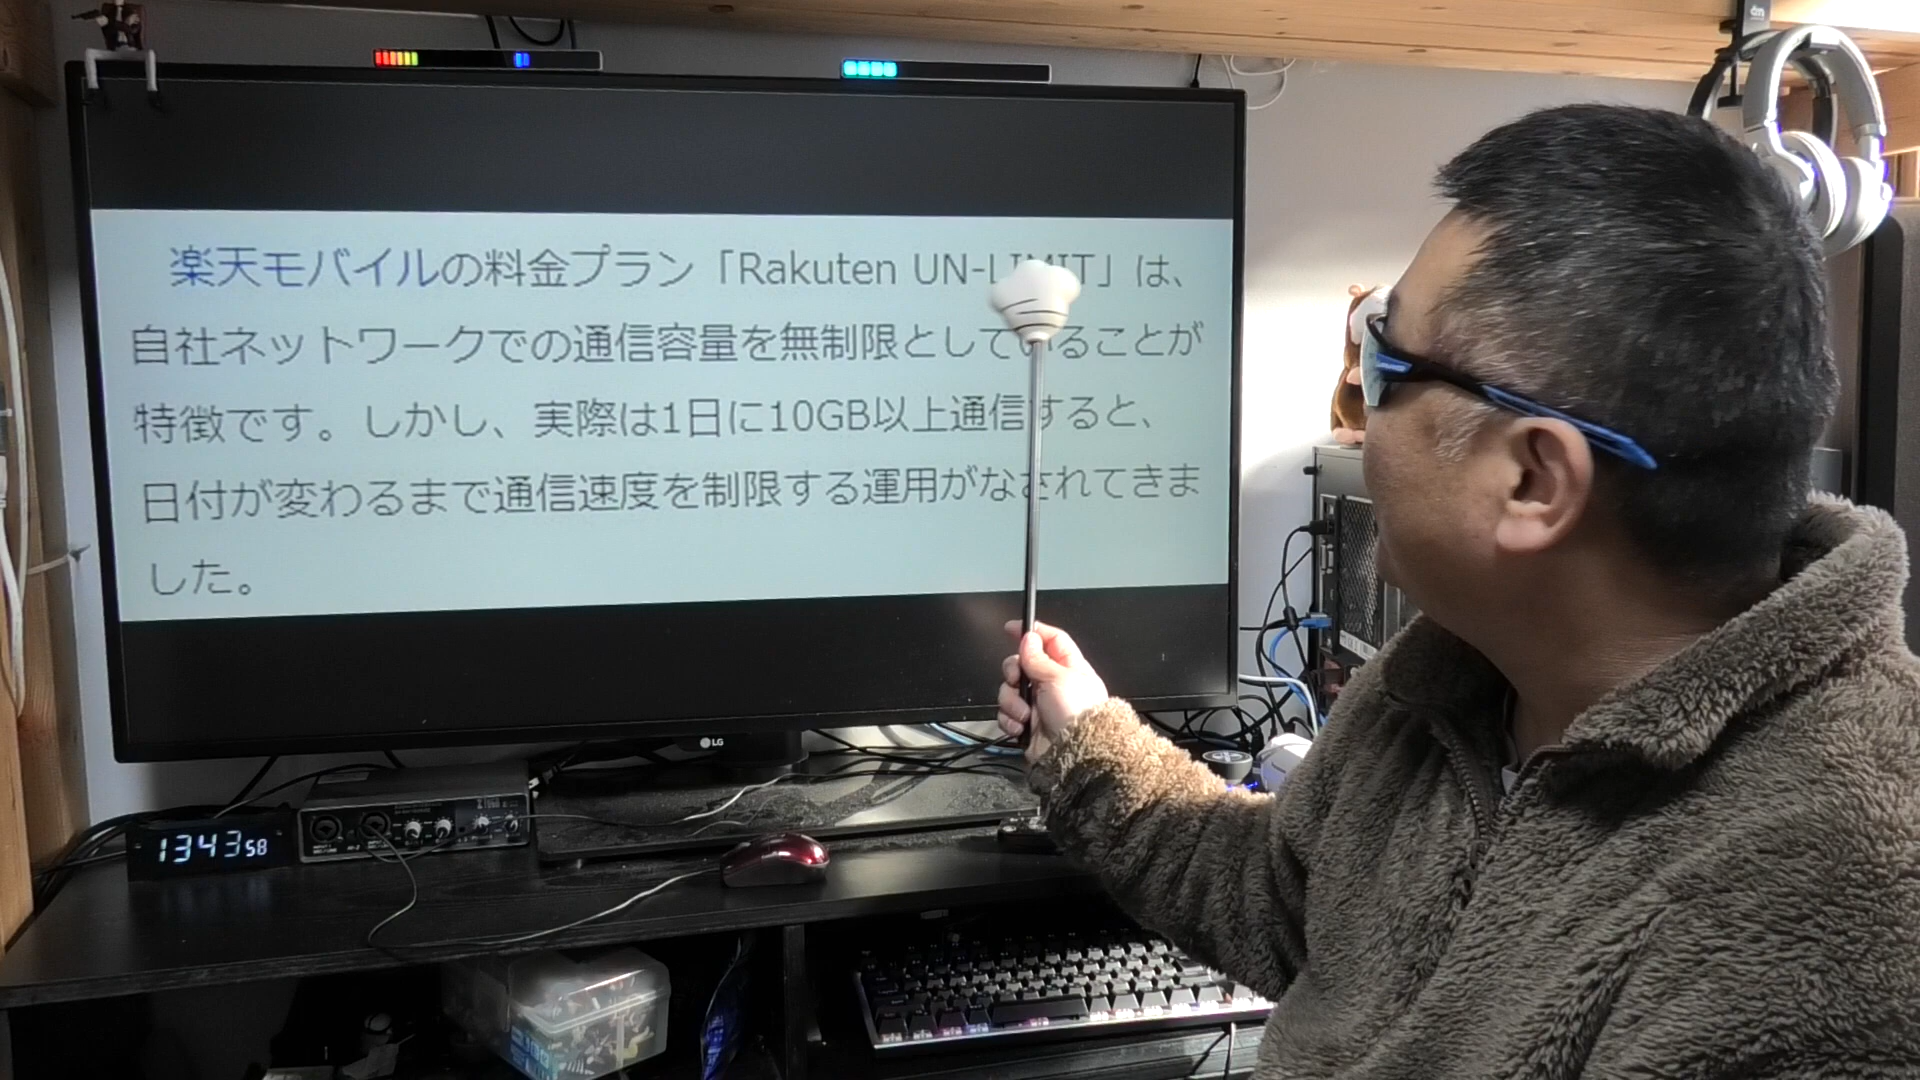 楽天モバイルの料金プラン「Rakuten UN-LIMIT」は、
自社ネットワークでの通信容量を無制限としていることが
特徴です。しかし、実際は1日に10GB以上通信すると、
日付が変わるまで通信速度を制限する運用がなされてきま
した。
LG
1343 58